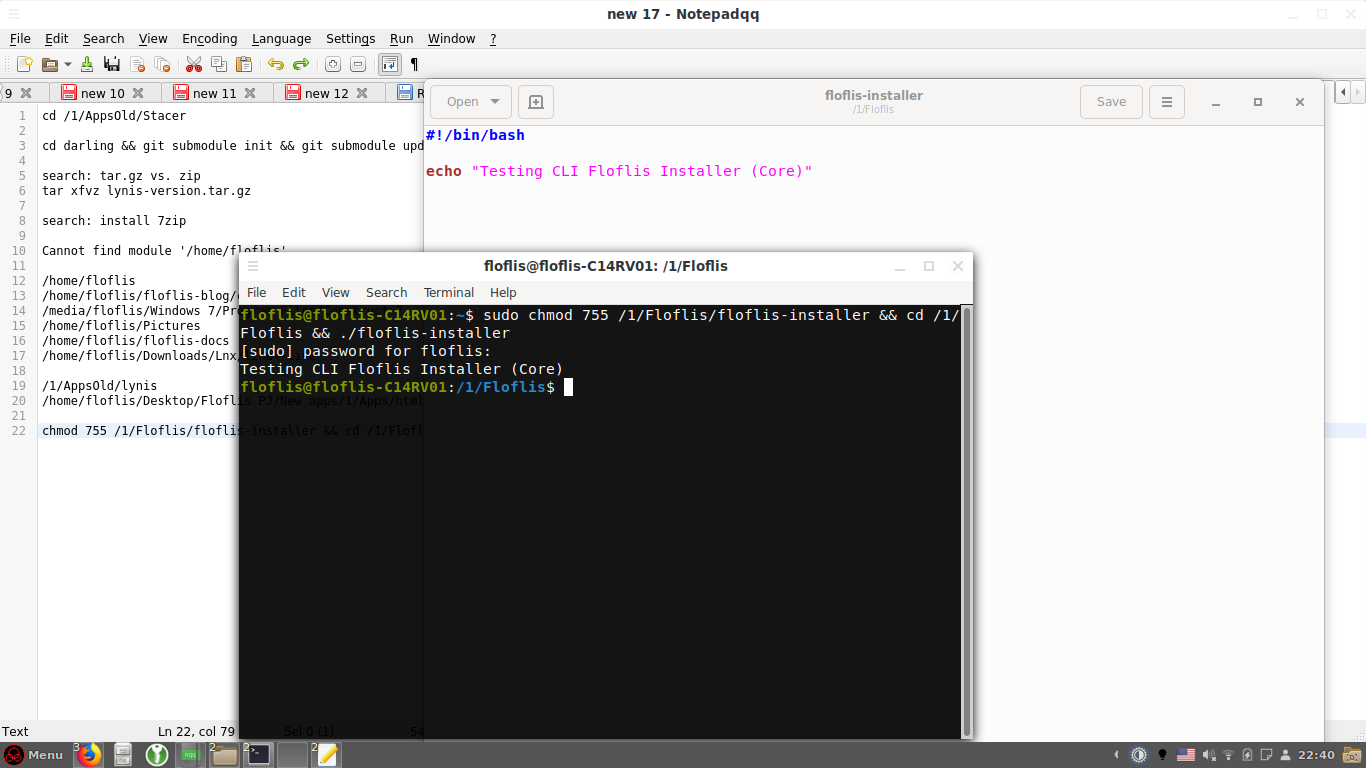 new 17 - Notepadqq
File Edit Search View Encoding Language Settings Run Window ?
9 new 10 new 11 new 12 R
1 cd /1/AppsOld/Stacer
2
3 cd darling && git submodule init && git submodule upd
4
5 search: tar.gz vs. zip
6 tar xfvz lynis-version.tar.gz
7
8 search: install 7zip
9
10 Cannot find module '/home/floflis'
11
12 /home/floflis
13 /home/floflis/floflis-blog/
14 /media/floflis/Windows 7/Pr
15 /home/floflis/Pictures
16 /home/floflis/floflis-docs
17 /home/floflis/Downloads/Lnx/
18
19 /1/AppsOld/lynis
20 /home/floflis/Desktop/Floflis PJ/New apps/1/Apps/html
21
22 chmod 755 /1/Floflis/floflis-installer && cd /1/Flofl
Text Ln 22, col 79 Sel 0 (1) 54
Open floflis-installer Save
/1/Floflis
#!/bin/bash
echo "Testing CLI Floflis Installer (Core)"
floflis@floflis-C14RV01: /1/Floflis
File Edit View Search Terminal Help
floflis@floflis-C14RV01:~$ sudo chmod 755 /1/Floflis/floflis-installer && cd /1/
Floflis && ./floflis-installer
[sudo] password for floflis:
Testing CLI Floflis Installer (Core)
floflis@floflis-C14RV01:/1/Floflis$
Menu 3 nqq 2 2 2 22:40